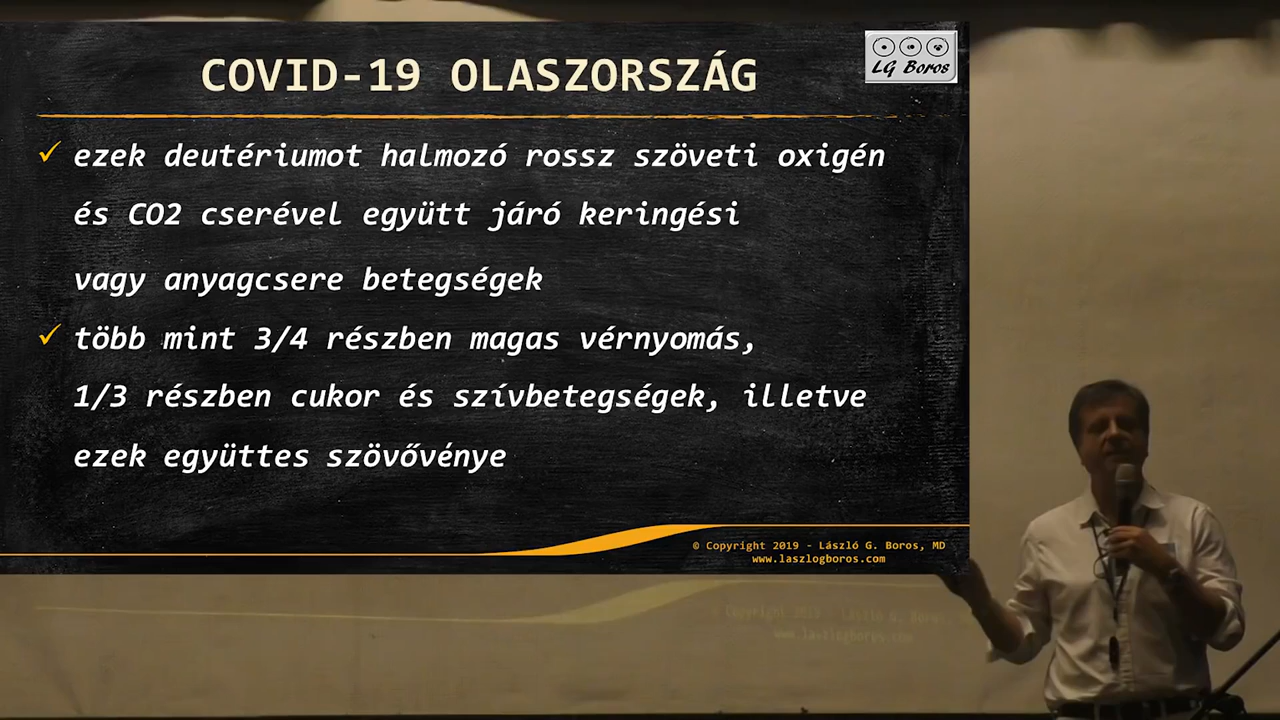 COVID-19 OLASZORSZÁG
LG Boros
ezek deutériumot halmozó rossz szöveti oxigén
és CO2 cserével együtt járó keringési
vagy anyagcsere betegségek
több mint 3/4 részben magas vérnyomás,
1/3 részben cukor és szívbetegségek, illetve
ezek együttes szövővénye
© Copyright 2019 - László G. Boros, MD
www.laszlogboros.com